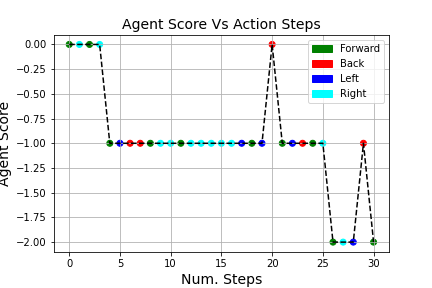 Agent Score Vs Action Steps
Agent Score
0.00
−0.25
−0.50
−0.75
−1.00
−1.25
−1.50
−1.75
−2.00
Forward
Back
Left
Right
0 5 10 15 20 25 30
Num. Steps